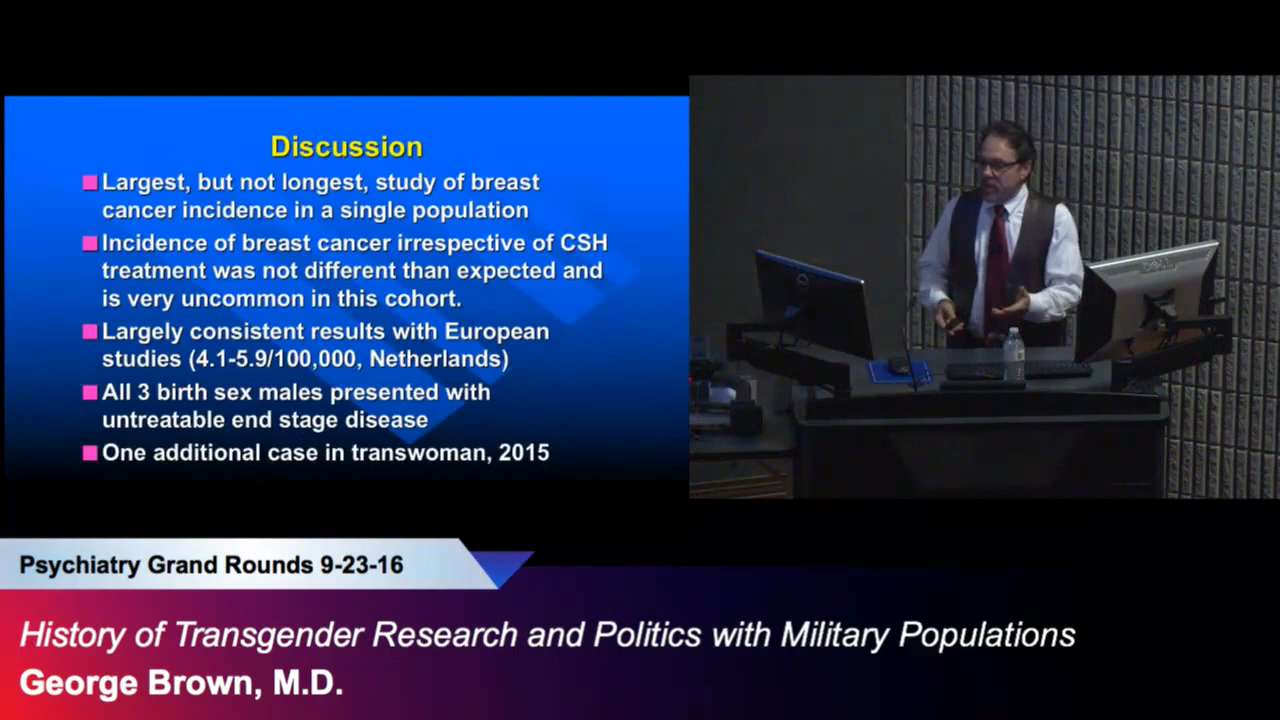 Discussion
Largest, but not longest, study of breast
cancer incidence in a single population
Incidence of breast cancer irrespective of CSH
treatment was not different than expected and
is very uncommon in this cohort.
Largely consistent results with European
studies (4.1-5.9/100,000, Netherlands)
All 3 birth sex males presented with
untreatable end stage disease
One additional case in transwoman, 2015
DELL
Psychiatry Grand Rounds 9-23-16
History of Transgender Research and Politics with Military Populations
George Brown, M.D.